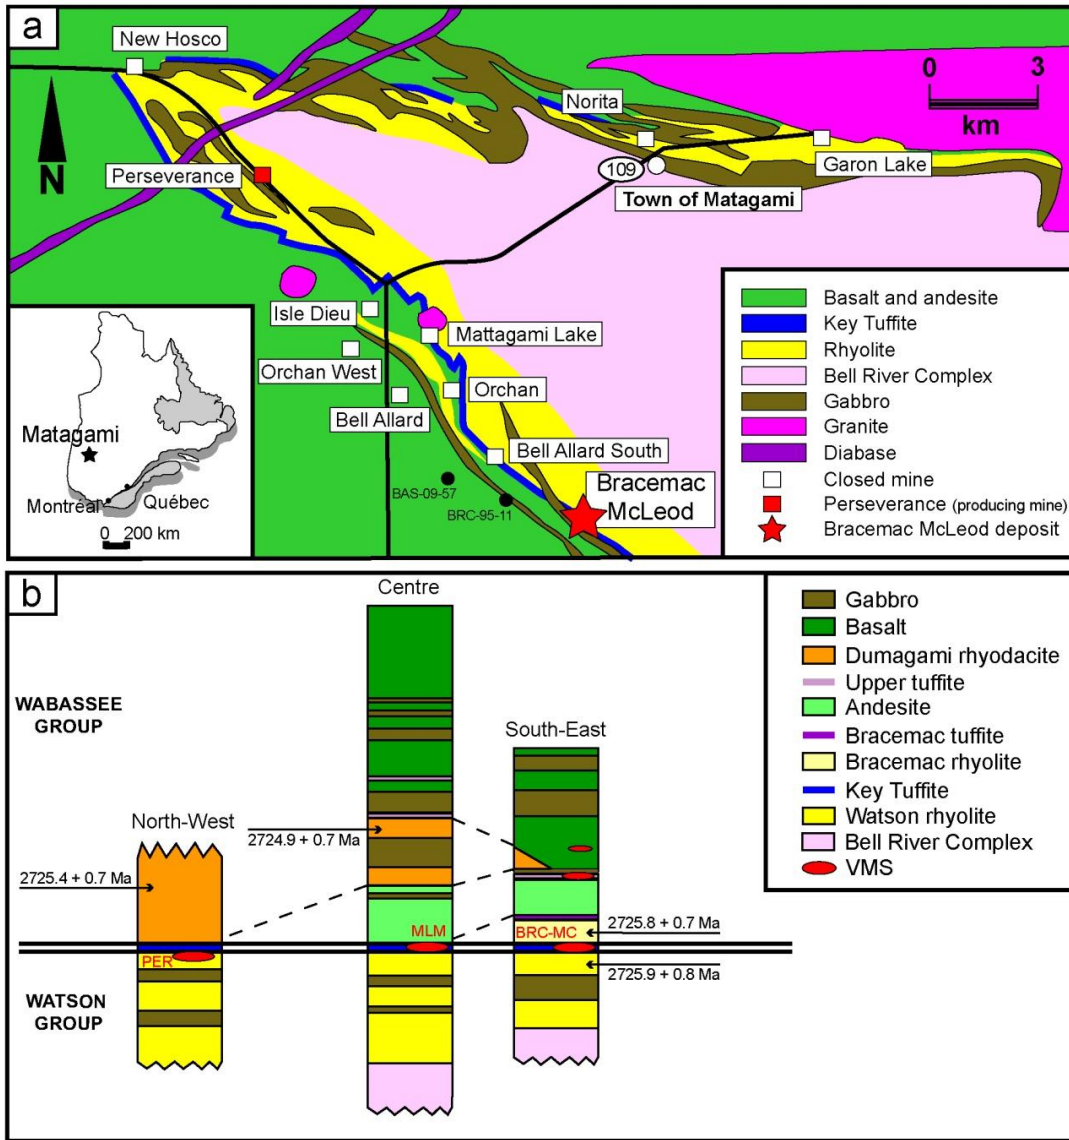 a
New Hosco
0 3
km
Norita
Perseverance
N
109
Garon Lake
Town of Matagami
Isle Dieu
Mattagami Lake
Orchan West
Orchan
Bell Allard
Bell Allard South
BAS-09-57
BRC-95-11
Bracemac
McLeod
Matagami
Montréal
Québec
0 200 km
Basalt and andesite
Key Tuffite
Rhyolite
Bell River Complex
Gabbro
Granite
Diabase
Closed mine
Perseverance (producing mine)
Bracemac McLeod deposit
b
Centre
WABASSEE
GROUP
South-East
North-West
2724.9 + 0.7 Ma
2725.4 + 0.7 Ma
MLM
BRC-MC
2725.8 + 0.7 Ma
PER
2725.9 + 0.8 Ma
WATSON
GROUP
Gabbro
Basalt
Dumagami rhyodacite
Upper tuffite
Andesite
Bracemac tuffite
Bracemac rhyolite
Key Tuffite
Watson rhyolite
Bell River Complex
VMS